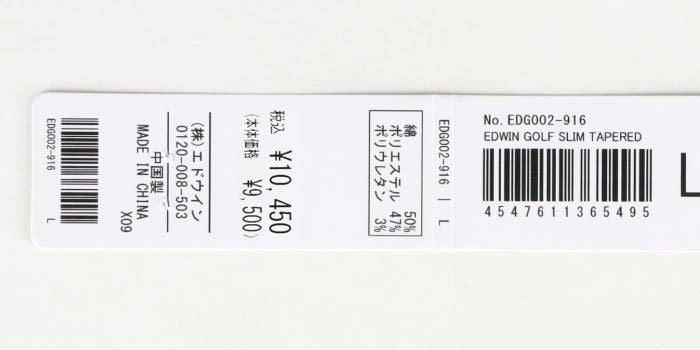 EDG002-916 L
(株)エドウイン
0120-008-503
中国製
MADE IN CHINA
X09
税込 ¥10,450
(本体価格 ¥9,500)
綿 50%
ポリエステル 47%
ポリウレタン 3%
EDG002-916 | L
No. EDG002-916
EDWIN GOLF SLIM TAPERED
4547611365495
L